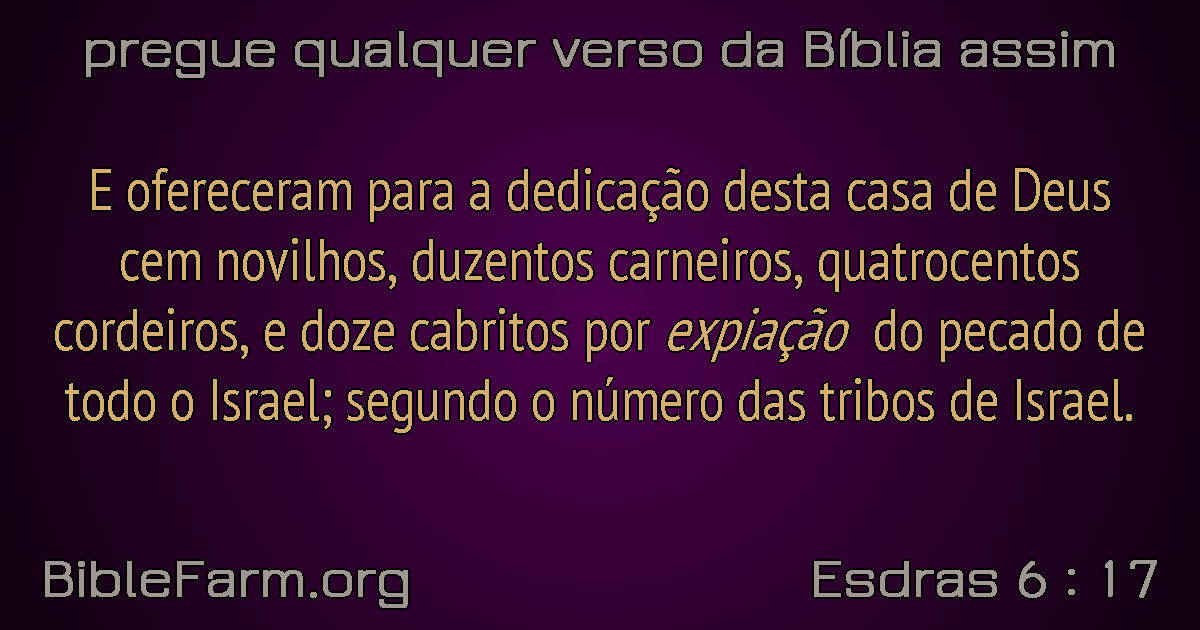 pregue qualquer verso da Bíblia assim
E ofereceram para a dedicação desta casa de Deus
cem novilhos, duzentos carneiros, quatrocentos
cordeiros, e doze cabritos por expiação do pecado de
todo o Israel; segundo o número das tribos de Israel.
BibleFarm.org
Esdras 6 : 17